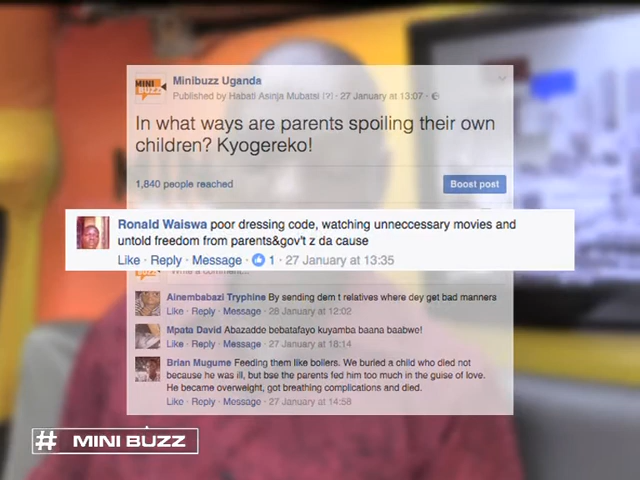 MINI
BUZZ
Minibuzz Uganda
Published by Habati Asinja Mubatsi [?] · 27 January at 13:07 ·
In what ways are parents spoiling their own
children? Kyogereko!
1,840 people reached
Boost post
Ronald Waiswa poor dressing code, watching unneccessary movies and
untold freedom from parents&gov't z da cause
Like · Reply · Message · 1 · 27 January at 13:35
Write a comment...
Ainembabazi Tryphine By sending dem t relatives where dey get bad manners
Like · Reply · Message · 28 January at 12:02
Mpata David Abazadde bebatafayo kuyamba baana baabwe!
Like · Reply · Message · 27 January at 18:14
Brian Mugume Feeding them like boilers. We buried a child who died not
because he was ill, but bse the parents fed him too much in the guise of love.
He became overweight, got breathing complications and died.
Like · Reply · Message · 27 January at 14:58
# MINI BUZZ